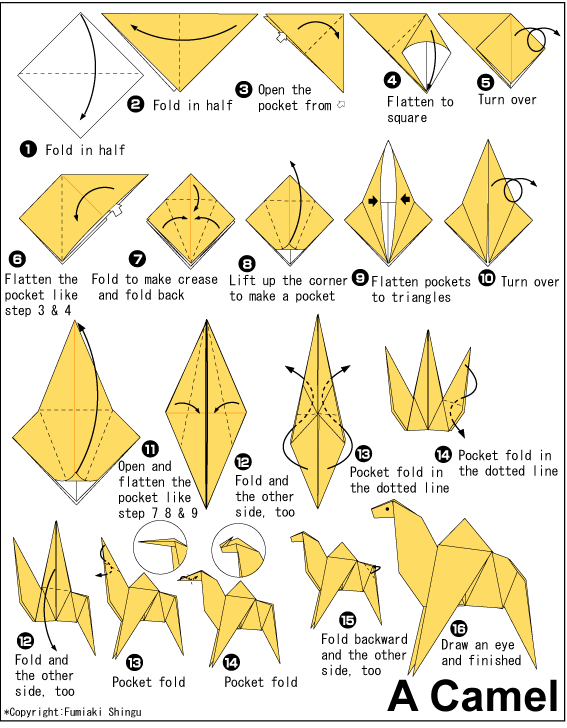 1 Fold in half
2 Fold in half
3 Open the
pocket from
4 Flatten to
square
5 Turn over
6 Flatten the
pocket like
step 3 & 4
7 Fold to make crease
and fold back
8 Lift up the corner
to make a pocket
9 Flatten pockets
to triangles
10 Turn over
11 Open and
flatten the
pocket like
step 7 8 & 9
12 Fold and
the other
side, too
13 Pocket fold in
the dotted line
14 Pocket fold in
the dotted line
12 Fold and
the other
side, too
13 Pocket fold
14 Pocket fold
15 Fold backward
and the other
side, too
16 Draw an eye
and finished
*Copyright:Fumiaki Shingu
A Camel